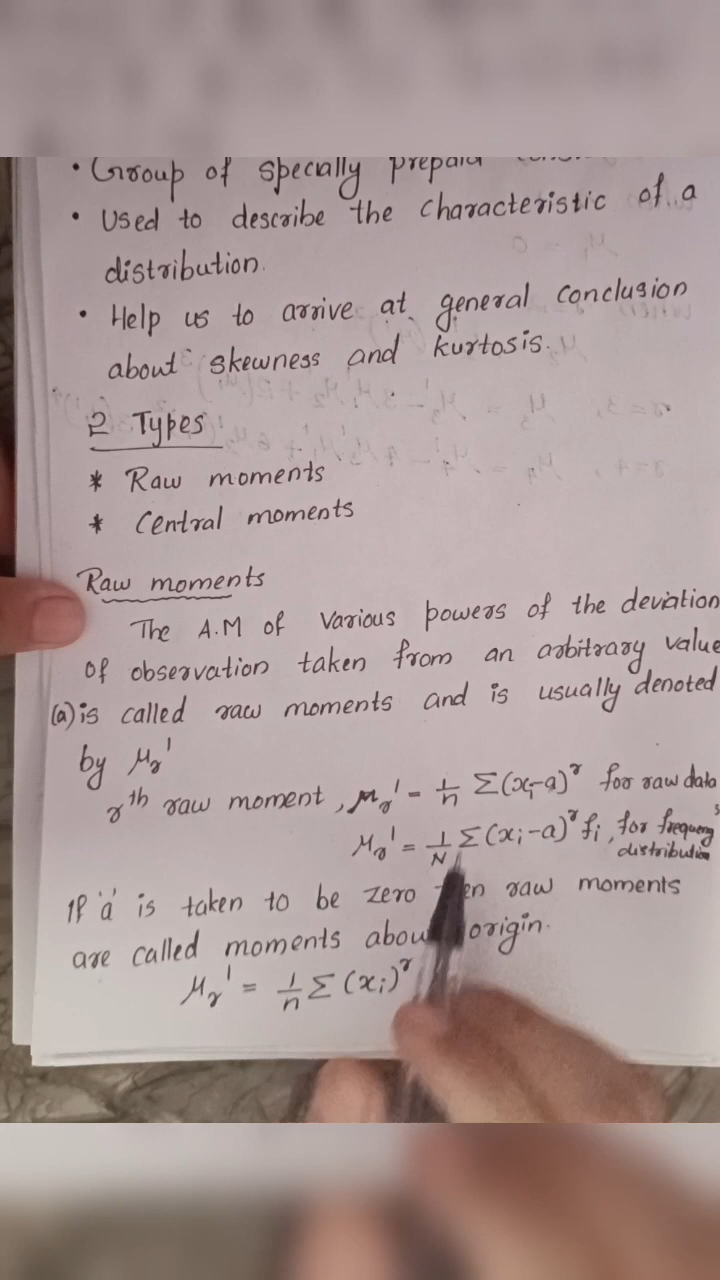 • Group of specially prepaid
• Used to describe the characteristic of a
distribution.
• Help us to arrive at general conclusion
about skewness and kurtosis.
2 Types
* Raw moments
* Central moments
Raw moments
The A.M of various powers of the deviation
of observation taken from an arbitrary value
(a) is called raw moments and is usually denoted
by μr'
rth raw moment, μr' = 1/n Σ(xi-a)^r for raw data
μr' = 1/N Σ(xi-a)^r fi, for frequency
distribution
If 'a' is taken to be zero raw moments
are called moments about origin.
μr' = 1/n Σ(xi)^r